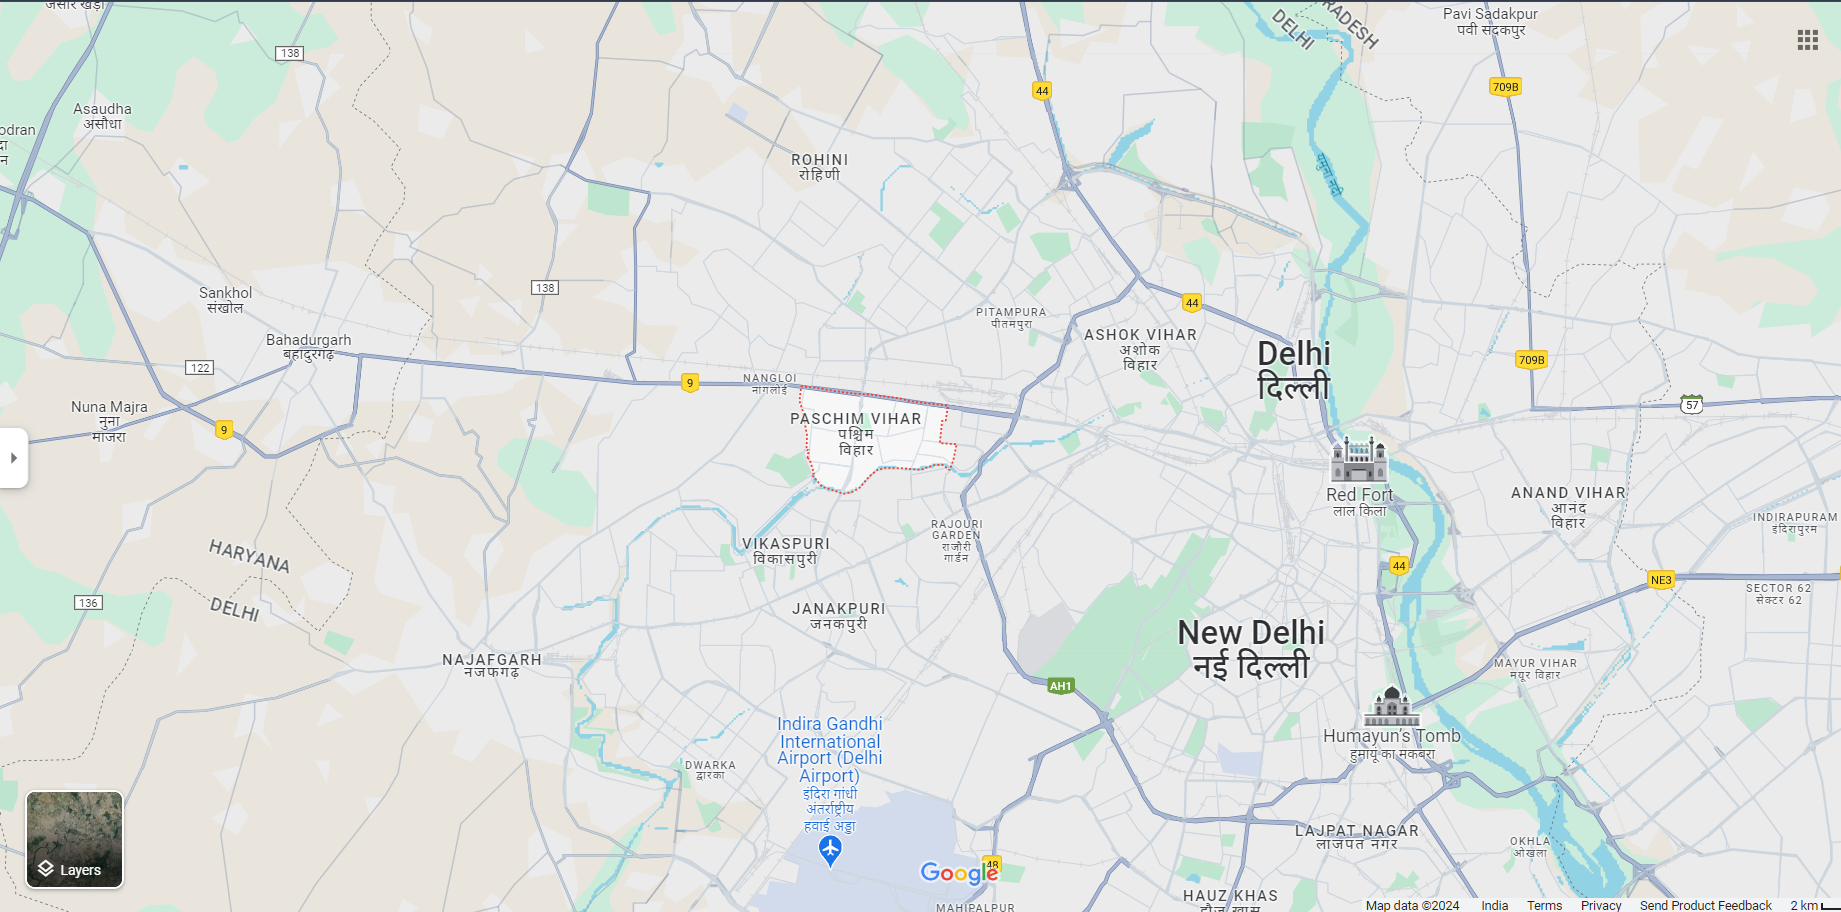 जसौर खेड़ी
138
Asaudha
असौधा
Sankhol
संखोल
Bahadurgarh
बहादुरगढ़
122
Nuna Majra
नुना
माजरा
9
138
HARYANA
DELHI
136
NAJAFGARH
नजफगढ़
ROHINI
रोहिणी
44
DELHI
Pavi Sadakpur
पवी सदकपुर
709B
PITAMPURA
पीतमपुरा
44
ASHOK VIHAR
अशोक
विहार
Delhi
दिल्ली
709B
57
9
NANGLOI
नांगलोई
PASCHIM VIHAR
पश्चिम
विहार
Red Fort
लाल किला
ANAND VIHAR
आनंद
विहार
INDIRAPURAM
इंदिरापुरम
VIKASPURI
विकासपुरी
RAJOURI
GARDEN
राजौरी
गार्डन
44
NE3
SECTOR 62
सेक्टर 62
JANAKPURI
जनकपुरी
New Delhi
नई दिल्ली
MAYUR VIHAR
मयूर विहार
AH1
Humayun's Tomb
हुमायूं का मकबरा
DWARKA
द्वारका
Indira Gandhi
International
Airport (Delhi
Airport)
इंदिरा गांधी
अंतर्राष्ट्रीय
हवाई अड्डा
48
LAJPAT NAGAR
लाजपत नगर
OKHLA
ओखला
HAUZ KHAS
MAHIPALPUR
Layers
Google
Map data ©2024 India Terms Privacy Send Product Feedback 2 km